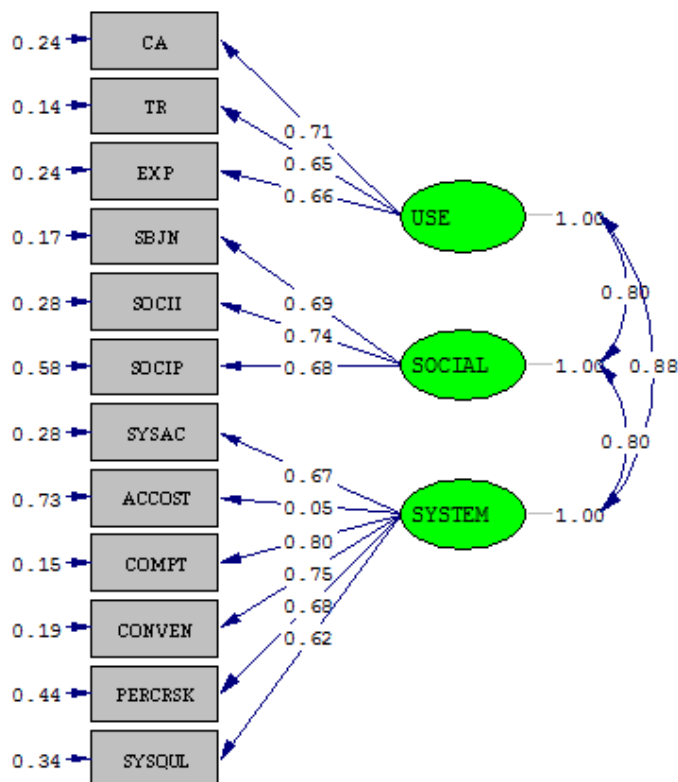 0.24 CA
0.14 TR
0.24 EXP
0.17 SBJN
0.28 SOCII
0.58 SOCIP
0.28 SYSAC
0.73 ACCOST
0.15 COMPT
0.19 CONVEN
0.44 PERCRSK
0.34 SYSQUL
0.71
0.65
0.66
0.69
0.74
0.68
0.67
0.05
0.80
0.75
0.68
0.62
USE 1.00
SOCIAL 1.00
SYSTEM 1.00
0.80
0.88
0.80